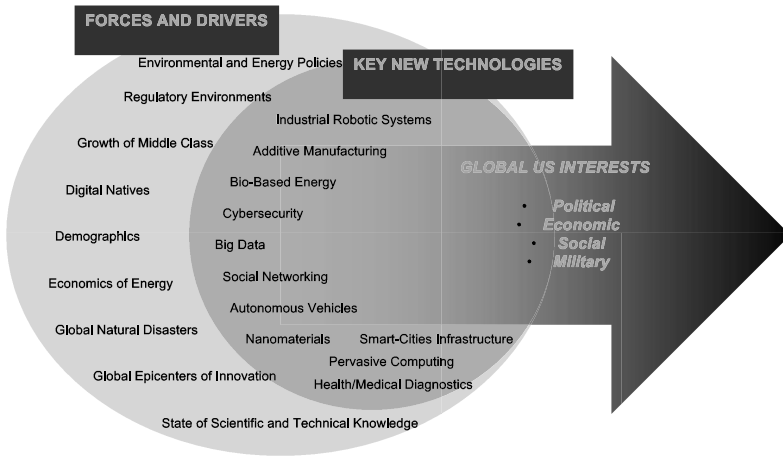 FORCES AND DRIVERS
Environmental and Energy Policies
Regulatory Environments
Growth of Middle Class
Digital Natives
Demographics
Economics of Energy
Global Natural Disasters
Global Epicenters of Innovation
State of Scientific and Technical Knowledge
KEY NEW TECHNOLOGIES
Industrial Robotic Systems
Additive Manufacturing
Bio-Based Energy
Cybersecurity
Big Data
Social Networking
Autonomous Vehicles
Nanomaterials
Smart-Cities Infrastructure
Pervasive Computing
Health/Medical Diagnostics
GLOBAL US INTERESTS
• Political
• Economic
• Social
• Military